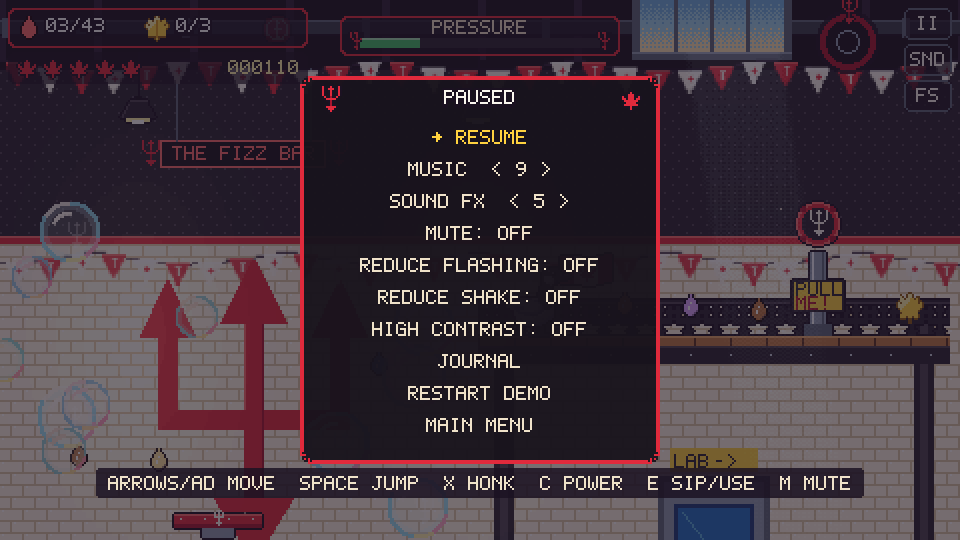 03/43 0/3
PRESSURE
II
SND
FS
000110
THE FIZZ BA
PAUSED
→ RESUME
MUSIC < 9 >
SOUND FX < 5 >
MUTE: OFF
REDUCE FLASHING: OFF
REDUCE SHAKE: OFF
HIGH CONTRAST: OFF
JOURNAL
RESTART DEMO
MAIN MENU
PULL
ME
LAB ->
ARROWS/AD MOVE SPACE JUMP X HONK C POWER E SIP/USE M MUTE